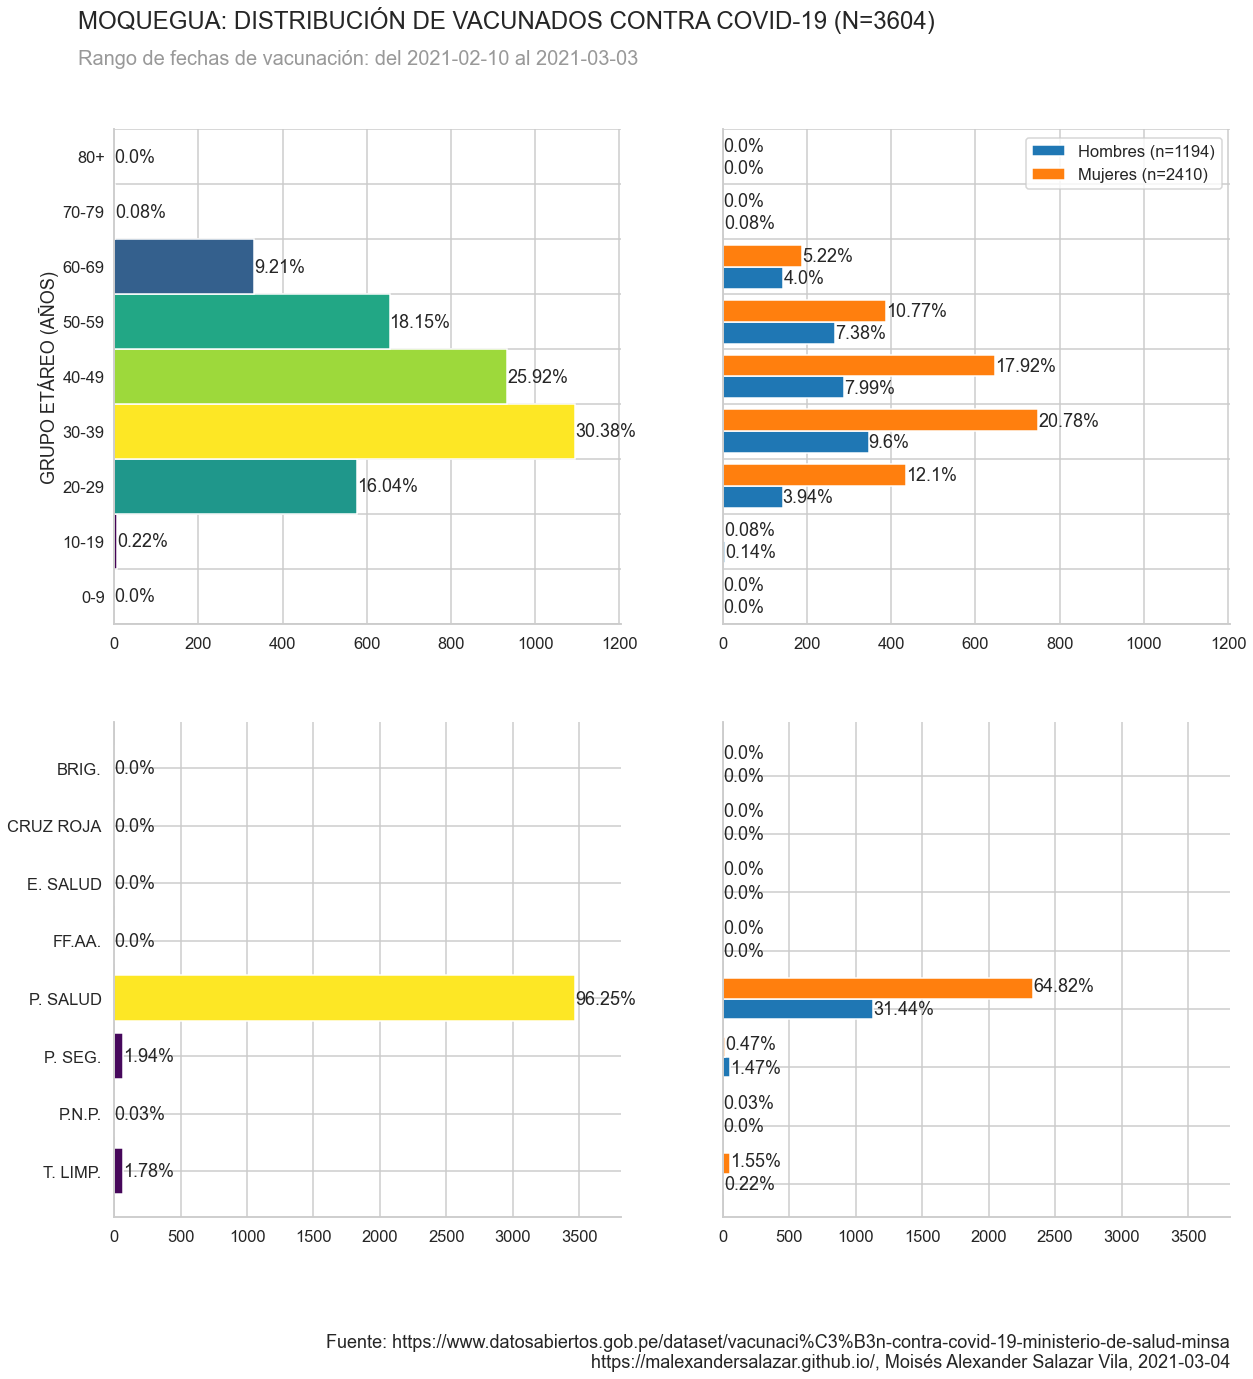 MOQUEGUA: DISTRIBUCIÓN DE VACUNADOS CONTRA COVID-19 (N=3604)
Rango de fechas de vacunación: del 2021-02-10 al 2021-03-03
GRUPO ETÁREO (AÑOS)
80+ 0.0%
70-79 0.08%
60-69 9.21%
50-59 18.15%
40-49 25.92%
30-39 30.38%
20-29 16.04%
10-19 0.22%
0-9 0.0%
0 200 400 600 800 1000 1200
Hombres (n=1194)
Mujeres (n=2410)
0.0%
0.0%
0.0%
0.08%
5.22%
4.0%
10.77%
7.38%
17.92%
7.99%
20.78%
9.6%
12.1%
3.94%
0.08%
0.14%
0.0%
0.0%
0 200 400 600 800 1000 1200
BRIG. 0.0%
CRUZ ROJA 0.0%
E. SALUD 0.0%
FF.AA. 0.0%
P. SALUD 96.25%
P. SEG. 1.94%
P.N.P. 0.03%
T. LIMP. 1.78%
0 500 1000 1500 2000 2500 3000 3500
0.0%
0.0%
0.0%
0.0%
0.0%
0.0%
0.0%
0.0%
64.82%
31.44%
0.47%
1.47%
0.03%
0.0%
1.55%
0.22%
0 500 1000 1500 2000 2500 3000 3500
Fuente: https://www.datosabiertos.gob.pe/dataset/vacunaci%C3%B3n-contra-covid-19-ministerio-de-salud-minsa
https://malexandersalazar.github.io/, Moisés Alexander Salazar Vila, 2021-03-04